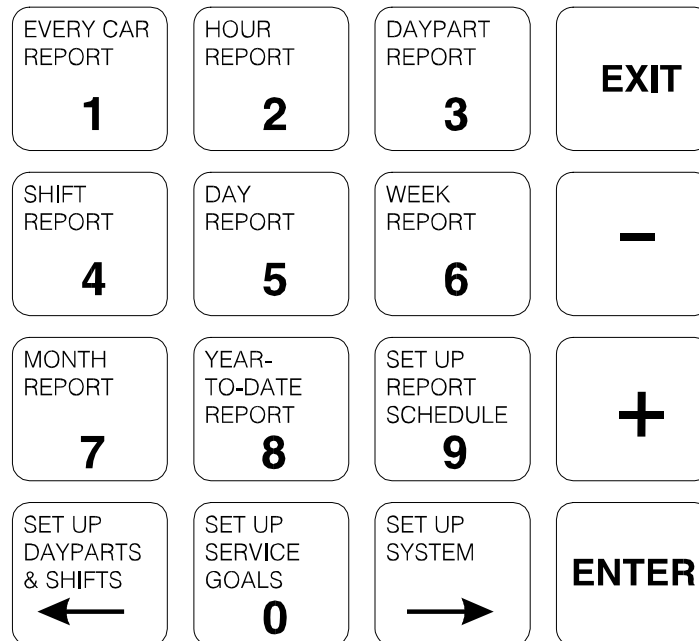 EVERY CAR
REPORT
1
HOUR
REPORT
2
DAYPART
REPORT
3
EXIT
SHIFT
REPORT
4
DAY
REPORT
5
WEEK
REPORT
6
−
MONTH
REPORT
7
YEAR-
TO-DATE
REPORT
8
SET UP
REPORT
SCHEDULE
9
+
SET UP
DAYPARTS
& SHIFTS
←
SET UP
SERVICE
GOALS
0
SET UP
SYSTEM
→
ENTER